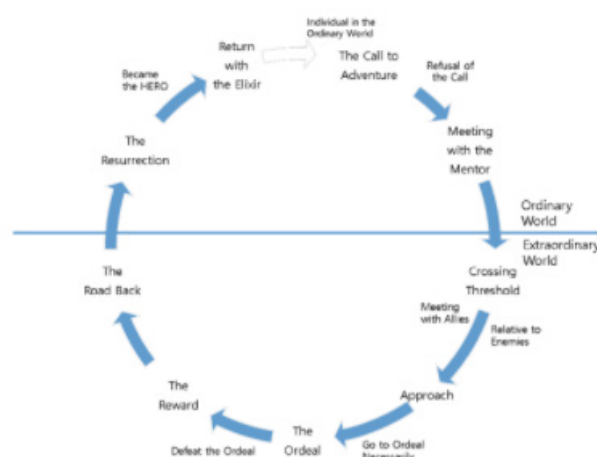 Individual in the
Ordinary World
The Call to
Adventure
Refusal of
the Call
Meeting
with the
Mentor
Ordinary
World
Extraordinary
World
Crossing
Threshold
Meeting
with Allies
Relative to
Enemies
Approach
Go to Ordeal
Necessarily
The
Ordeal
Defeat the Ordeal
The
Reward
The
Road Back
The
Resurrection
Became
the HERO
Return
with
the Elixir